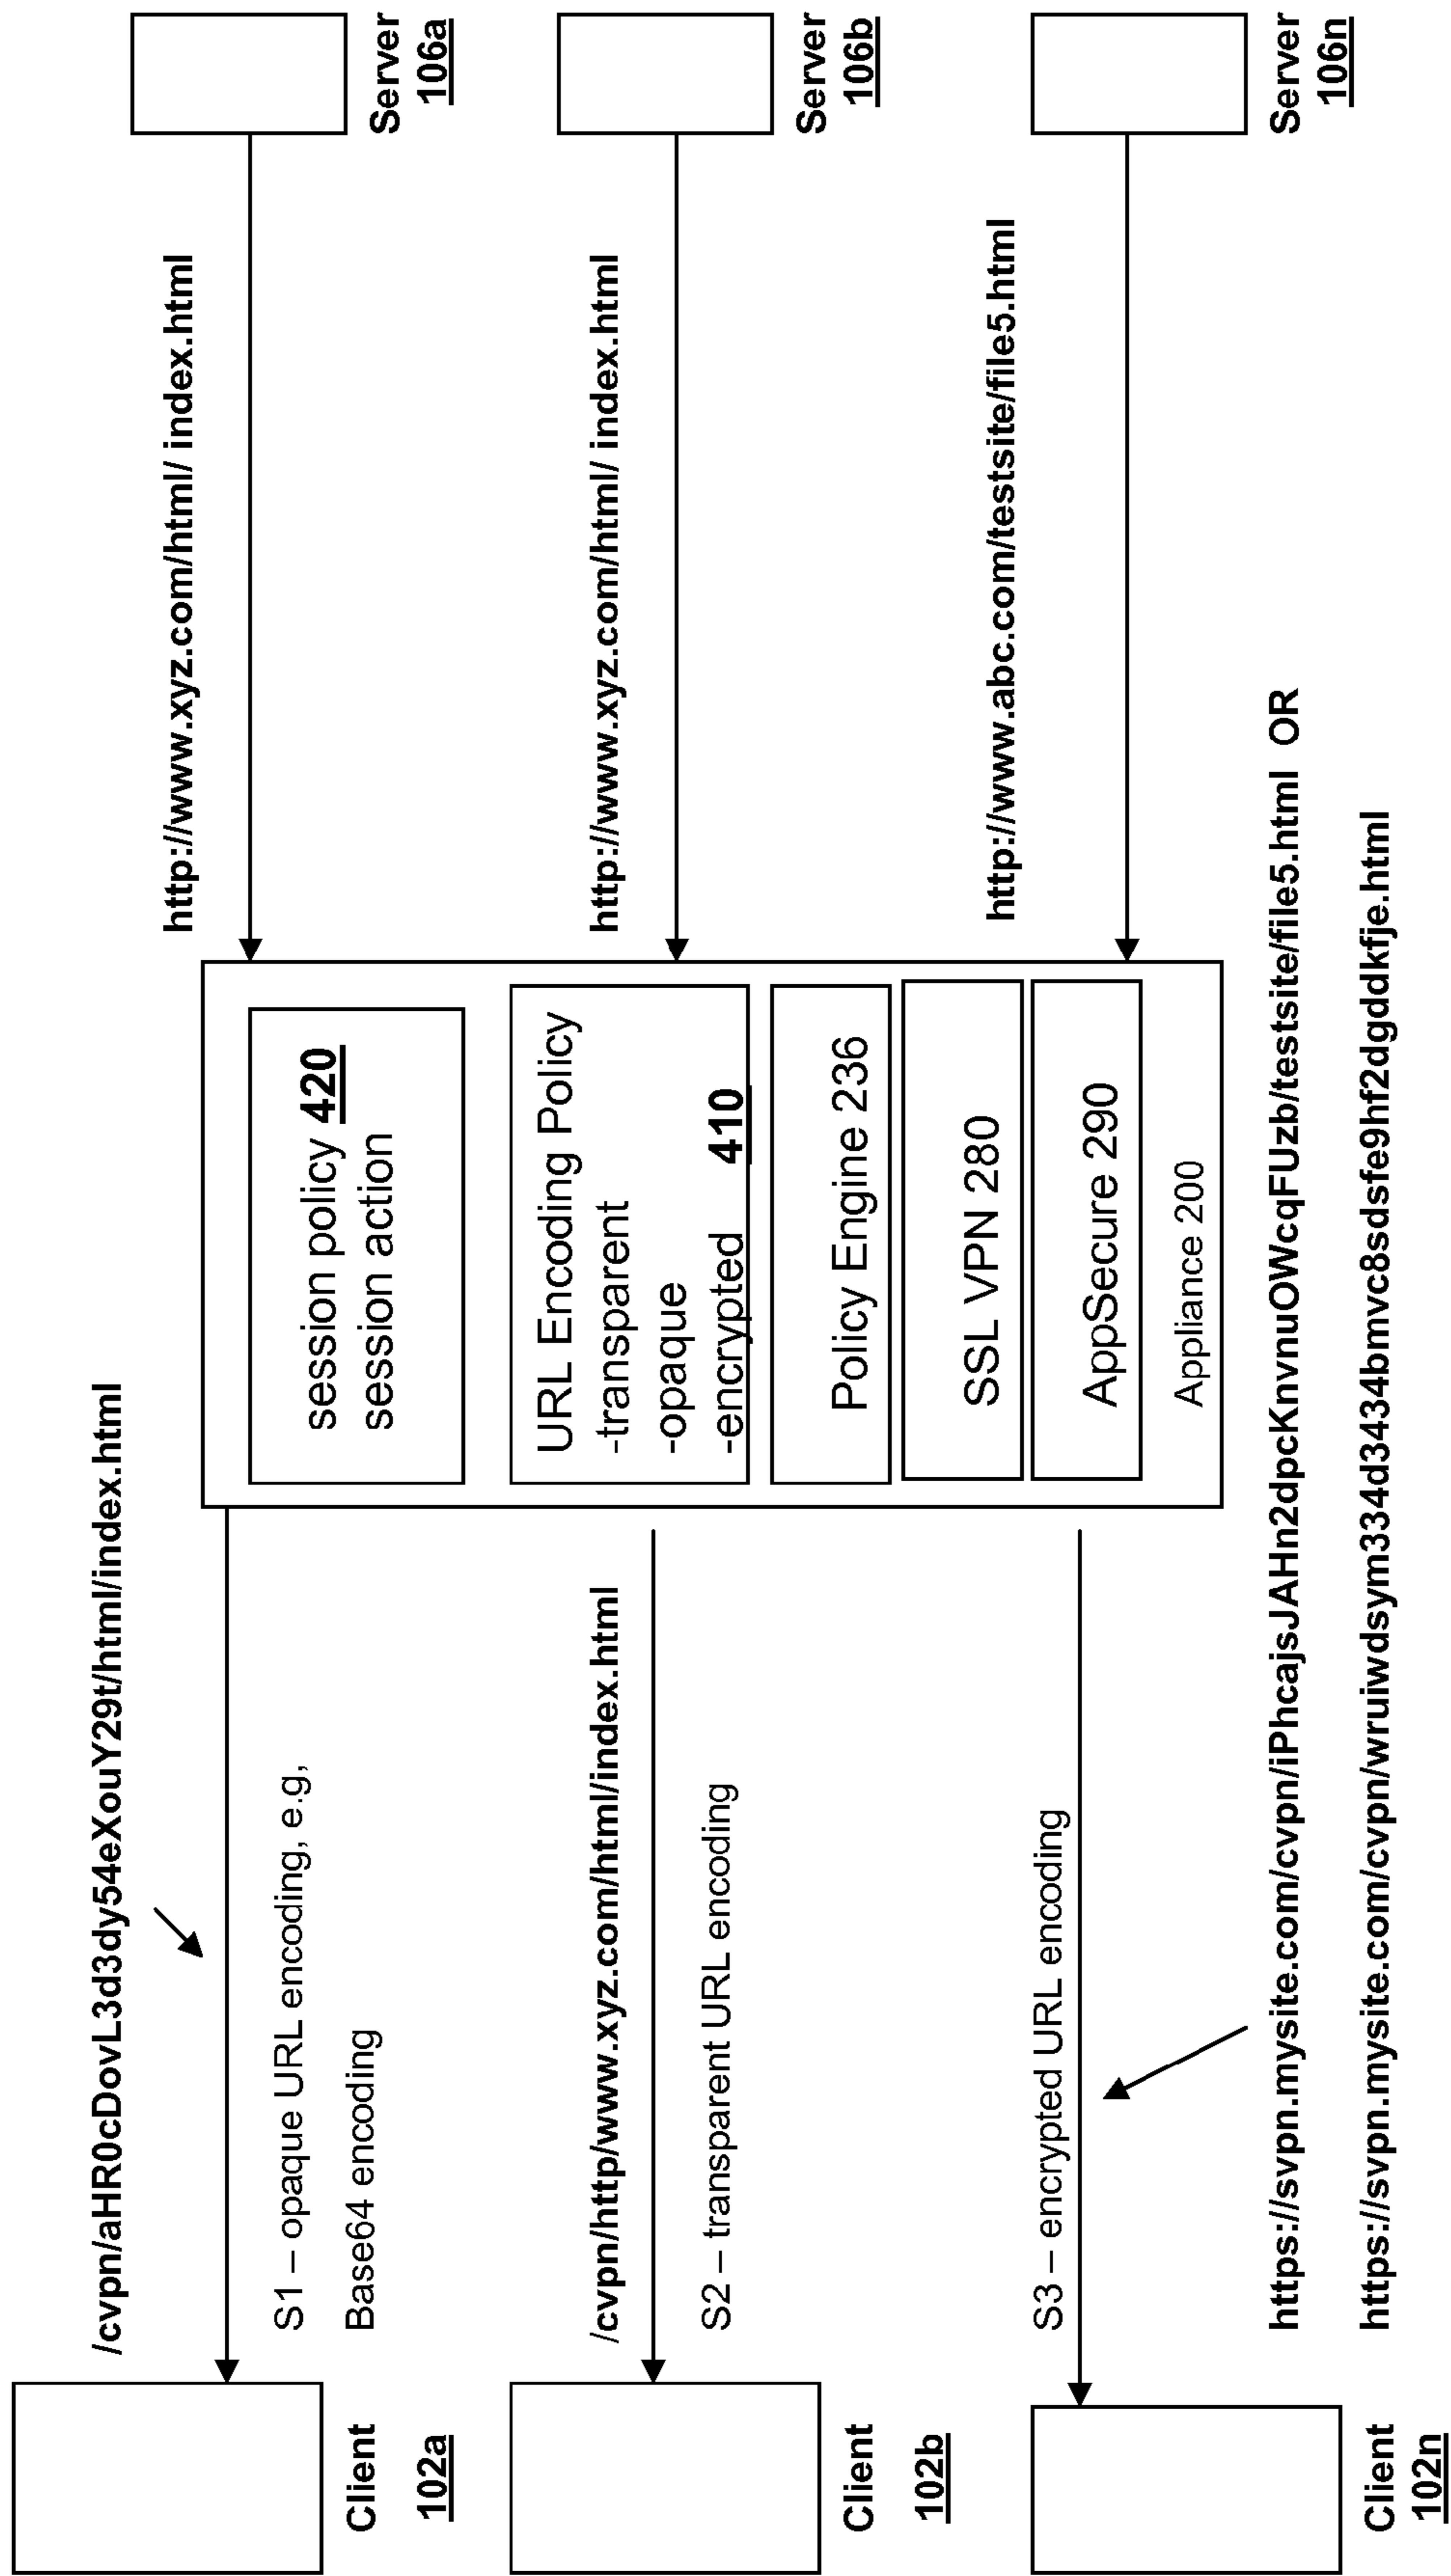 /cvpn/aHR0cDovL3d3dy54eXouY29t/html/index.html
http://www.xyz.com/html/ index.html
S1 – opaque URL encoding, e.g,
Base64 encoding
Client
102a
session policy 420
session action
Server
106a
/cvpn/http/www.xyz.com/html/index.html
http://www.xyz.com/html/ index.html
S2 – transparent URL encoding
Client
102b
URL Encoding Policy
-transparent
-opaque
-encrypted
410
Server
106b
Policy Engine 236
SSL VPN 280
AppSecure 290
Appliance 200
http://www.abc.com/testsite/file5.html
S3 – encrypted URL encoding
Client
102n
Server
106n
https://svpn.mysite.com/cvpn/iPhcajsJAHn2dpcKnvnuOWcqFUzb/testsite/file5.html OR
https://svpn.mysite.com/cvpn/wruiwdsym334d3434bmvc8sdsfe9hf2dgddkfje.html